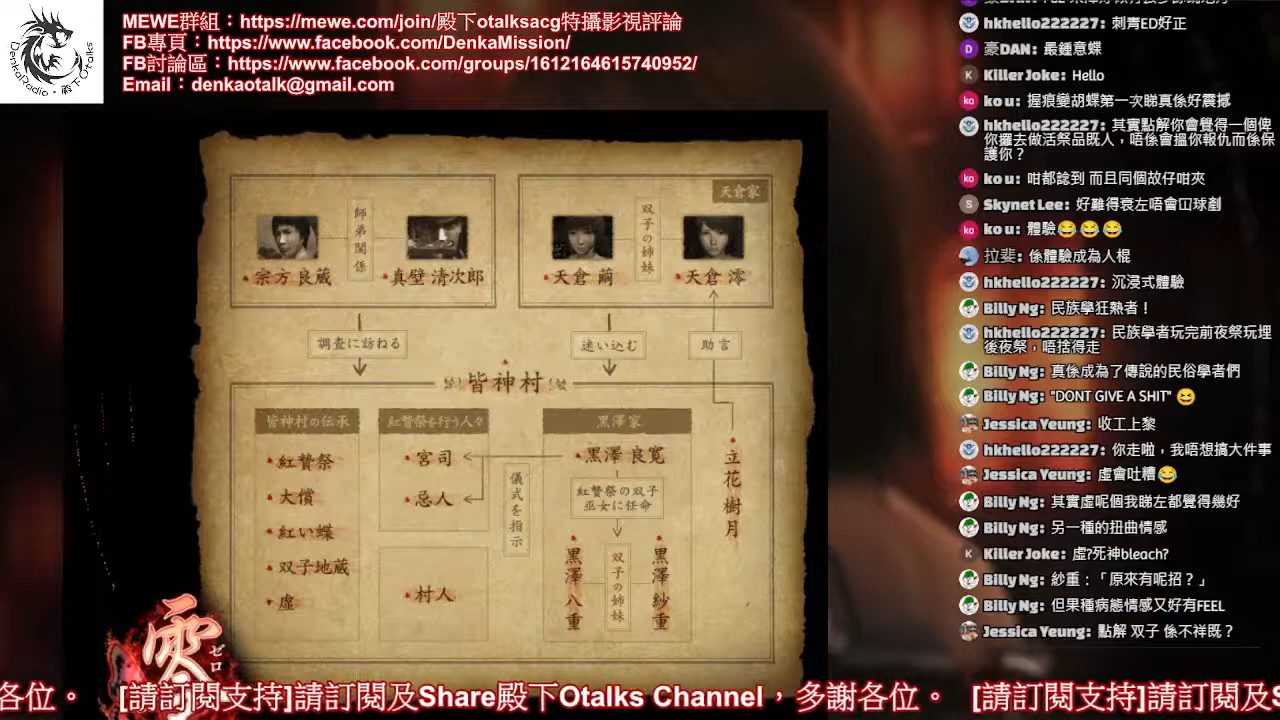 MEWE群組：https://mewe.com/join/殿下otalksacg特攝影視評論
FB專頁：https://www.facebook.com/DenkaMission/
FB討論區：https://www.facebook.com/groups/1612164615740952/
Email：denkaotalk@gmail.com
天倉家
師弟関係
双子の姉妹
宗方 良蔵
真壁 清次郎
天倉 繭
天倉 澪
調査に訪ねる
迷い込む
助言
皆神村
皆神村の伝承
紅贄祭を行う人々
黒澤家
紅贄祭
大償
紅い蝶
双子地蔵
虚
宮司
忌人
村人
儀式を指示
黒澤 良寛
紅贄祭の双子
巫女に任命
黒澤 八重
双子の姉妹
黒澤 紗重
立花 樹月
零
ゼロ
hkhello222227: 刺青ED好正
豪DAN: 最鍾意蝶
Killer Joke: Hello
ko u: 握痕變胡蝶第一次睇真係好震撼
hkhello222227: 其實點解你會覺得一個俾
你攞去做活祭品既人，唔係會搵你報仇而係保
護你？
ko u: 咁都諗到 而且同個故仔咁夾
Skynet Lee: 好難得衰左唔會冚球剷
ko u: 體驗😂😂😂
拉斐: 係體驗成為人棍
hkhello222227: 沉浸式體驗
Billy Ng: 民族學狂熱者！
hkhello222227: 民族學者玩完前夜祭玩埋
後夜祭，唔捨得走
Billy Ng: 真係成為了傳說的民俗學者們
Billy Ng: "DONT GIVE A SHIT" 😆
Jessica Yeung: 收工上黎
hkhello222227: 你走啦，我唔想搞大件事
Jessica Yeung: 虛會吐糟😂
Billy Ng: 其實虛呢個我睇左都覺得幾好
Billy Ng: 另一種的扭曲情感
Killer Joke: 虛?死神bleach?
Billy Ng: 紗重：「原來有呢招？」
Billy Ng: 但果種病態情感又好有FEEL
Jessica Yeung: 點解 双子 係不祥既？
各位。 [請訂閱支持]請訂閱及Share殿下Otalks Channel，多謝各位。 [請訂閱支持]請訂閱及S